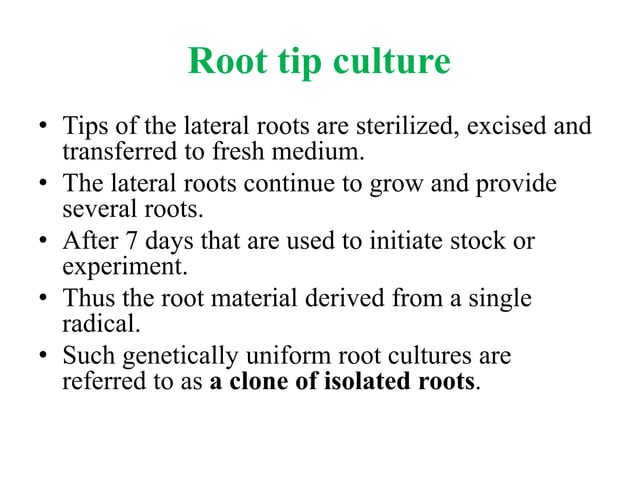 Root tip culture
• Tips of the lateral roots are sterilized, excised and
transferred to fresh medium.
• The lateral roots continue to grow and provide
several roots.
• After 7 days that are used to initiate stock or
experiment.
• Thus the root material derived from a single
radical.
• Such genetically uniform root cultures are
referred to as a clone of isolated roots.